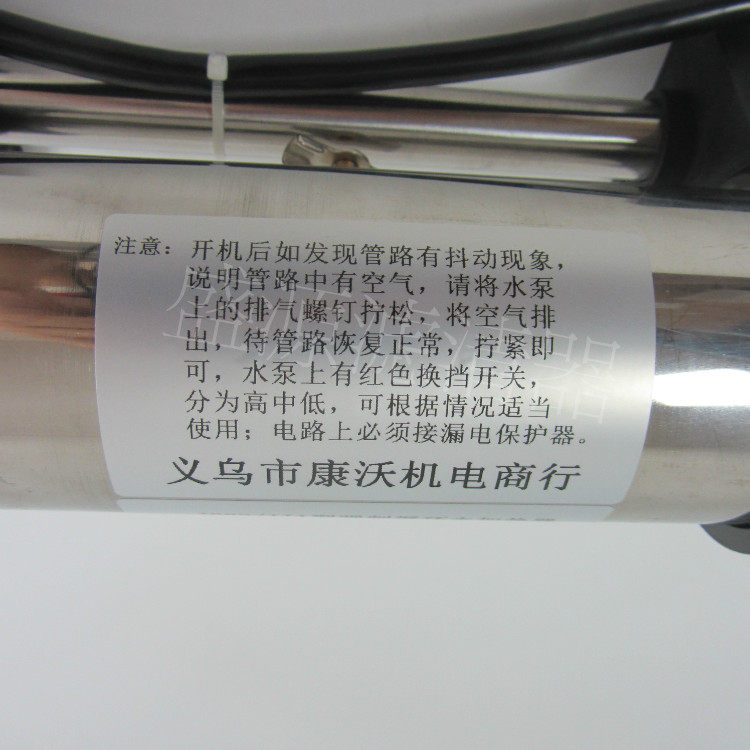 注意：开机后如发现管路有抖动现象，
说明管路中有空气，请将水泵
上的排气螺钉拧松，将空气排
出，待管路恢复正常，拧紧即
可，水泵上有红色换挡开关，
分为高中低，可根据情况适当
使用；电路上必须接漏电保护器。
义乌市康沃机电商行